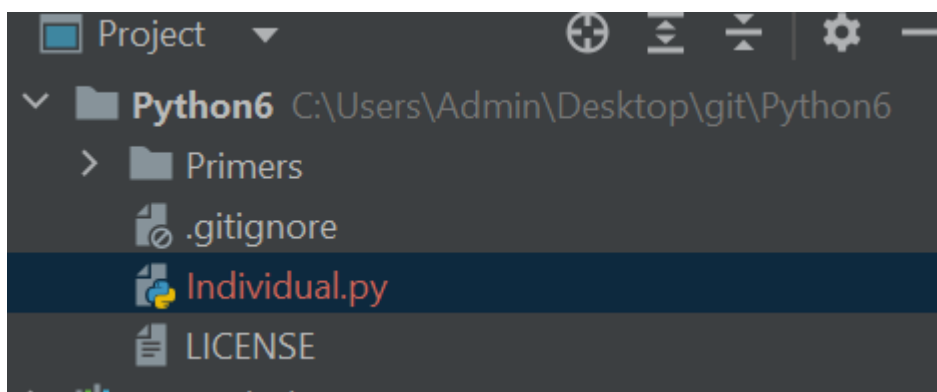 Project
Python6 C:\Users\Admin\Desktop\git\Python6
Primers
.gitignore
Individual.py
LICENSE